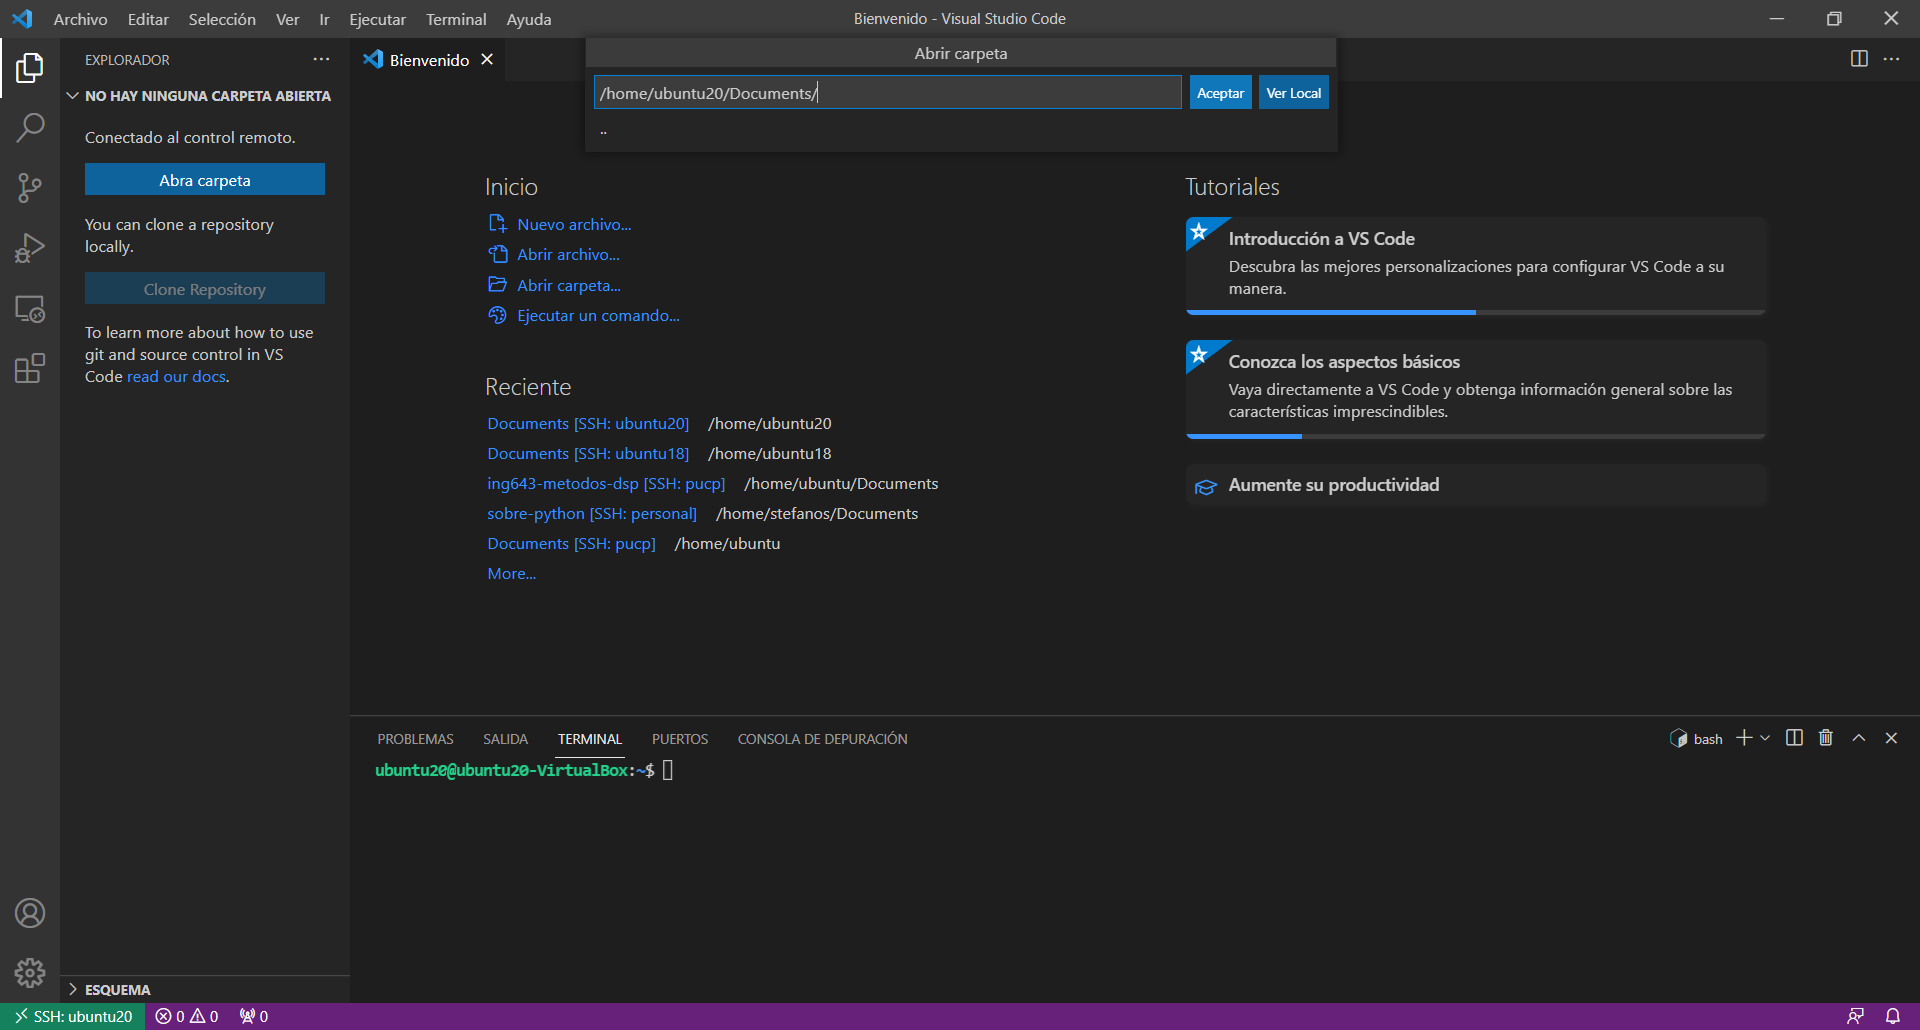 Archivo Editar Selección Ver Ir Ejecutar Terminal Ayuda
Bienvenido - Visual Studio Code
EXPLORADOR
NO HAY NINGUNA CARPETA ABIERTA
Conectado al control remoto.
Abra carpeta
You can clone a repository
locally.
Clone Repository
To learn more about how to use
git and source control in VS
Code read our docs.
ESQUEMA
Bienvenido
Abrir carpeta
/home/ubuntu20/Documents/
Aceptar
Ver Local
..
Inicio
Nuevo archivo...
Abrir archivo...
Abrir carpeta...
Ejecutar un comando...
Reciente
Documents [SSH: ubuntu20] /home/ubuntu20
Documents [SSH: ubuntu18] /home/ubuntu18
ing643-metodos-dsp [SSH: pucp] /home/ubuntu/Documents
sobre-python [SSH: personal] /home/stefanos/Documents
Documents [SSH: pucp] /home/ubuntu
More...
Tutoriales
Introducción a VS Code
Descubra las mejores personalizaciones para configurar VS Code a su
manera.
Conozca los aspectos básicos
Vaya directamente a VS Code y obtenga información general sobre las
características imprescindibles.
Aumente su productividad
PROBLEMAS SALIDA TERMINAL PUERTOS CONSOLA DE DEPURACIÓN
bash
ubuntu20@ubuntu20-VirtualBox:~$
SSH: ubuntu20 0 0 0